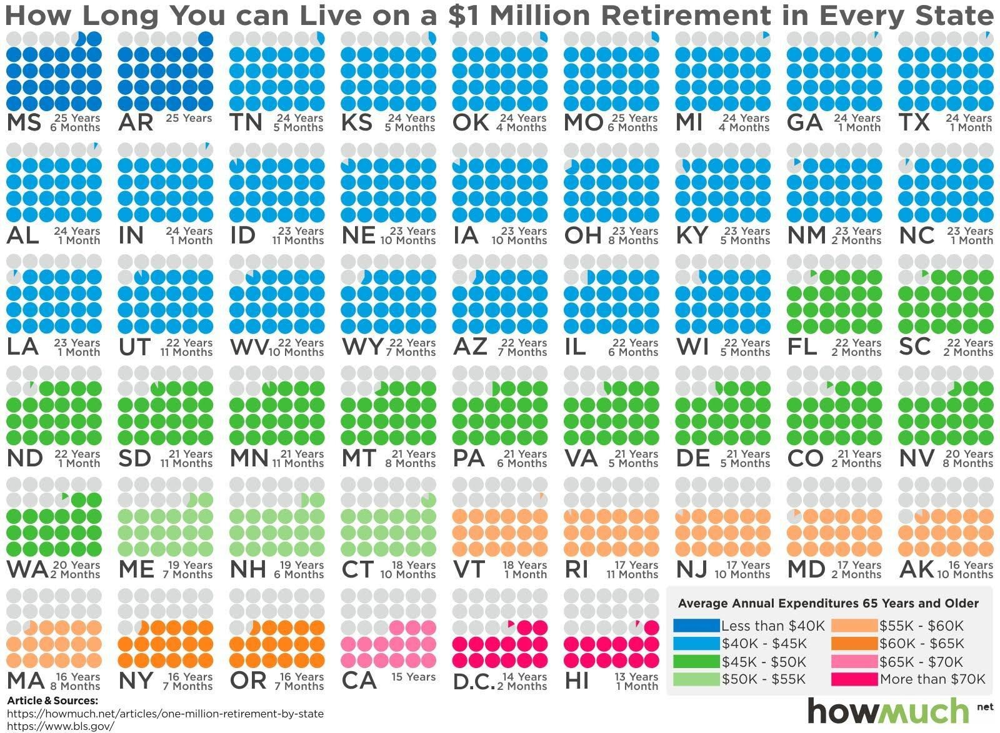 How Long You can Live on a $1 Million Retirement in Every State
MS 25 Years 6 Months
AR 25 Years
TN 24 Years 5 Months
KS 24 Years 5 Months
OK 24 Years 4 Months
MO 25 Years 6 Months
MI 24 Years 4 Months
GA 24 Years 1 Month
TX 24 Years 1 Month
AL 24 Years 1 Month
IN 24 Years 1 Month
ID 23 Years 11 Months
NE 23 Years 10 Months
IA 23 Years 10 Months
OH 23 Years 8 Months
KY 23 Years 5 Months
NM 23 Years 2 Months
NC 23 Years 1 Month
LA 23 Years 1 Month
UT 22 Years 11 Months
WV 22 Years 10 Months
WY 22 Years 7 Months
AZ 22 Years 7 Months
IL 22 Years 6 Months
WI 22 Years 5 Months
FL 22 Years 2 Months
SC 22 Years 2 Months
ND 22 Years 1 Month
SD 21 Years 11 Months
MN 21 Years 11 Months
MT 21 Years 8 Months
PA 21 Years 6 Months
VA 21 Years 5 Months
DE 21 Years 5 Months
CO 21 Years 2 Months
NV 20 Years 8 Months
WA 20 Years 2 Months
ME 19 Years 7 Months
NH 19 Years 6 Months
CT 18 Years 10 Months
VT 18 Years 1 Month
RI 17 Years 11 Months
NJ 17 Years 10 Months
MD 17 Years 2 Months
AK 16 Years 10 Months
MA 16 Years 8 Months
NY 16 Years 7 Months
OR 16 Years 7 Months
CA 15 Years
D.C. 14 Years 2 Months
HI 13 Years 1 Month
Average Annual Expenditures 65 Years and Older
Less than $40K
$40K - $45K
$45K - $50K
$50K - $55K
$55K - $60K
$60K - $65K
$65K - $70K
More than $70K
Article & Sources:
https://howmuch.net/articles/one-million-retirement-by-state
https://www.bls.gov/
howmuch net